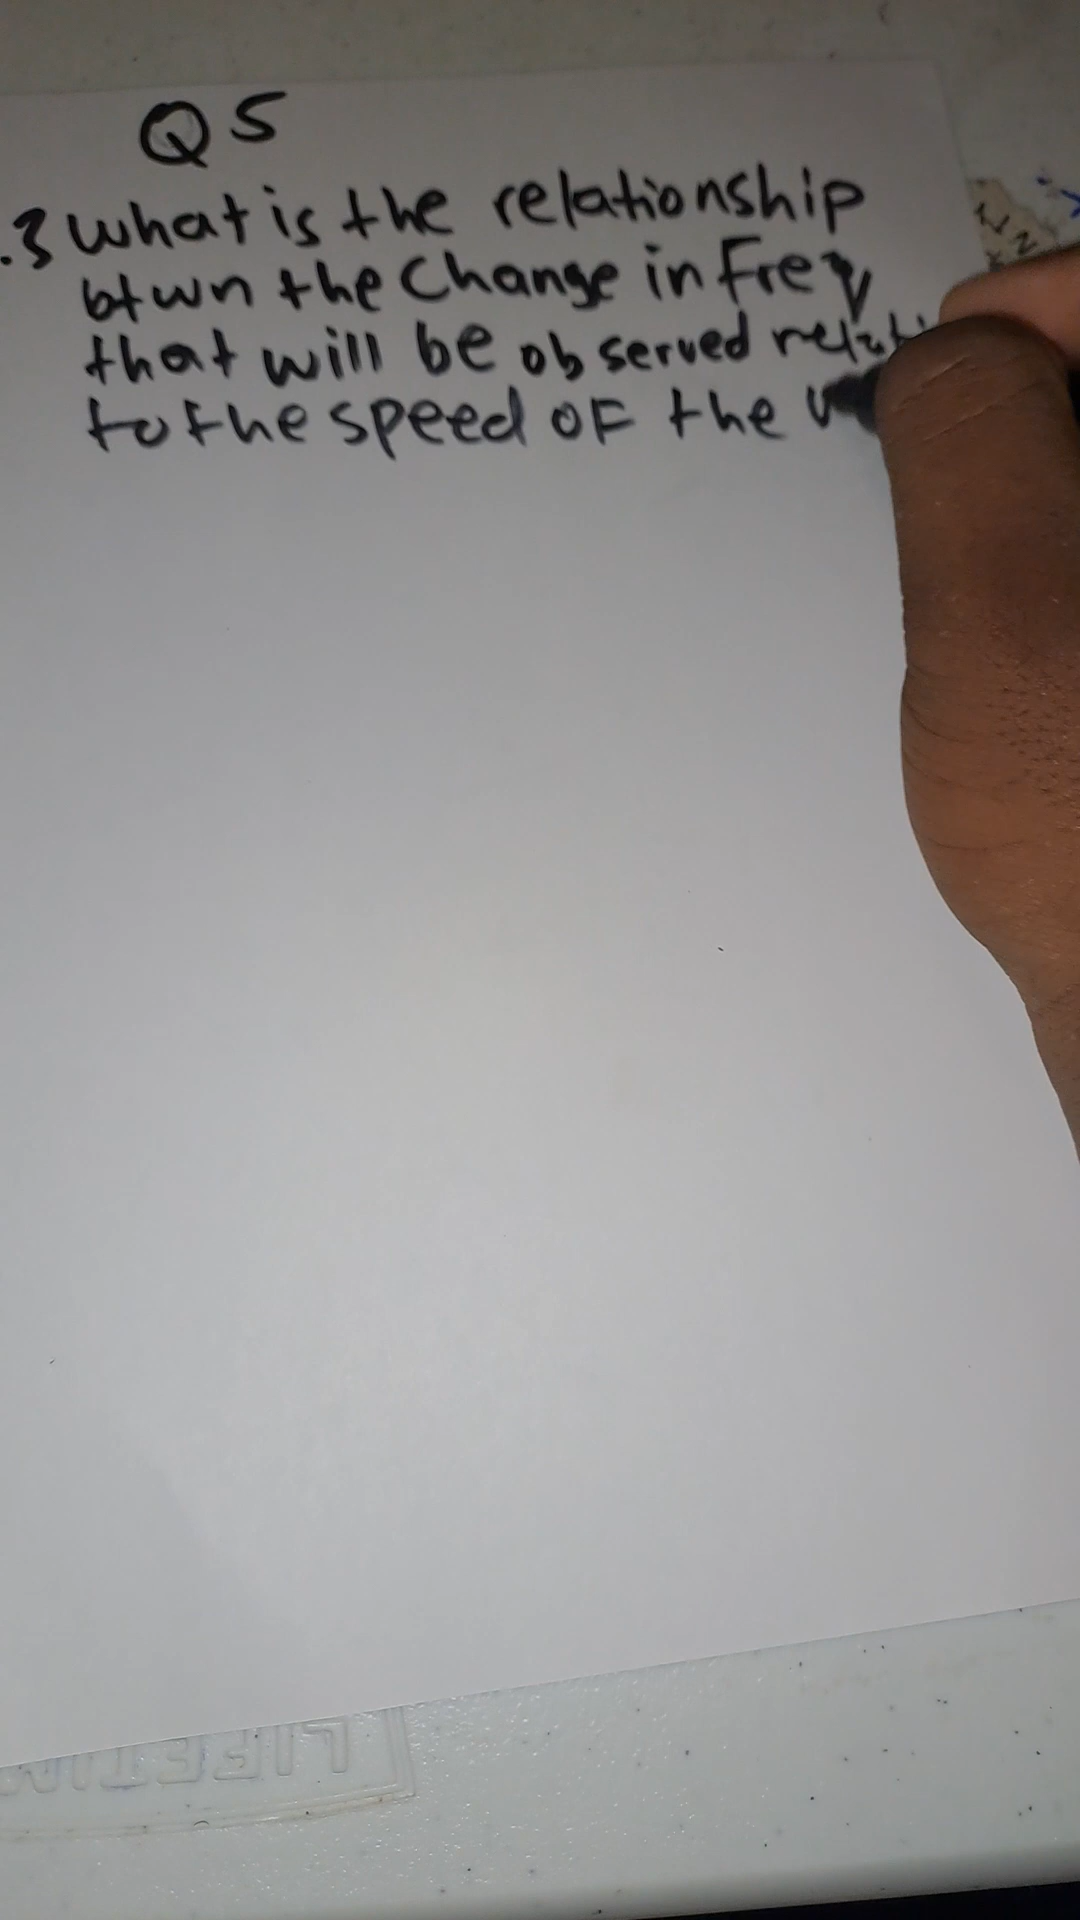 Q5
.3 What is the relationship
btwn the Change in Freq
that will be observed
to the speed of the
LIFETIM